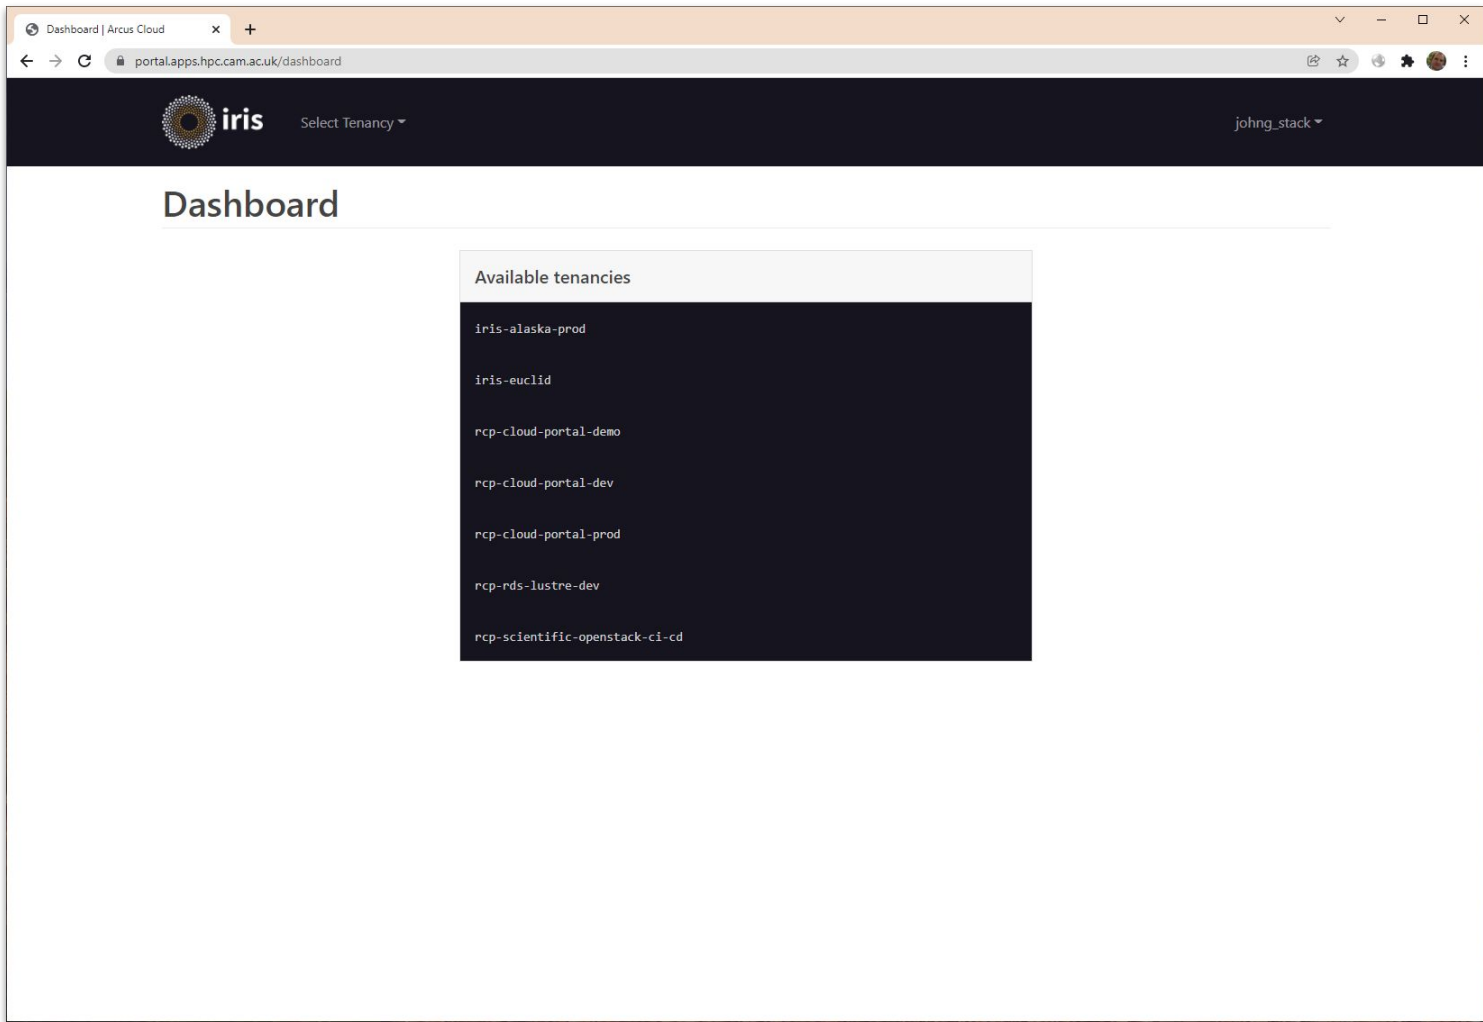 Dashboard | Arcus Cloud
portal.apps.hpc.cam.ac.uk/dashboard
iris Select Tenancy johng_stack
Dashboard
Available tenancies
iris-alaska-prod
iris-euclid
rcp-cloud-portal-demo
rcp-cloud-portal-dev
rcp-cloud-portal-prod
rcp-rds-lustre-dev
rcp-scientific-openstack-ci-cd